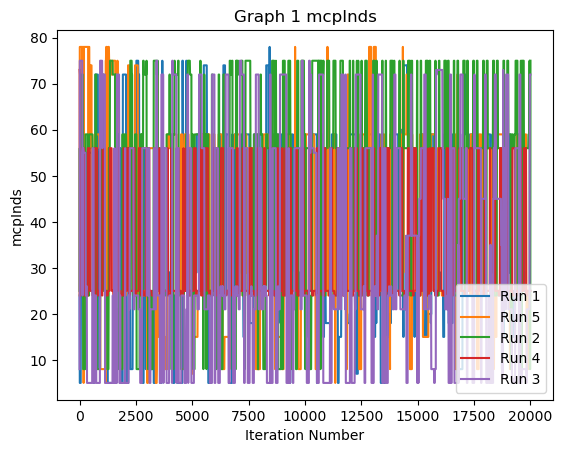 Graph 1 mcpInds
80
70
60
50
40
30
20
10
mcpInds
0
2500
5000
7500
10000
12500
15000
17500
20000
Iteration Number
Run 1
Run 5
Run 2
Run 4
Run 3